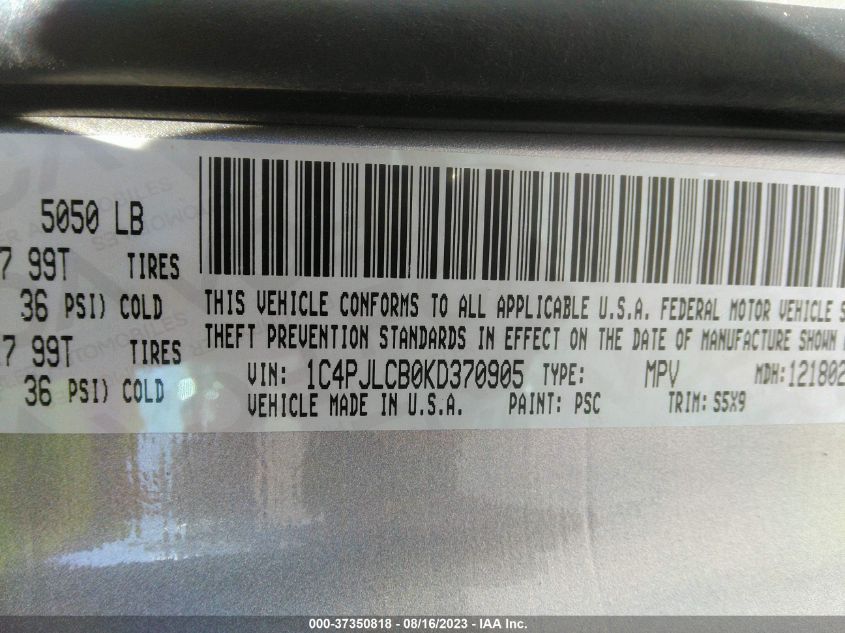 5050 LB
7 99T TIRES
36 PSI) COLD
7 99T TIRES
36 PSI) COLD
THIS VEHICLE CONFORMS TO ALL APPLICABLE U.S.A. FEDERAL MOTOR VEHICLE S
THEFT PREVENTION STANDARDS IN EFFECT ON THE DATE OF MANUFACTURE SHOWN
VIN: 1C4PJLCB0KD370905 TYPE: MPV MDH: 121802
VEHICLE MADE IN U.S.A. PAINT: PSC TRIM: S5X9
000-37350818 - 08/16/2023 - IAA Inc.